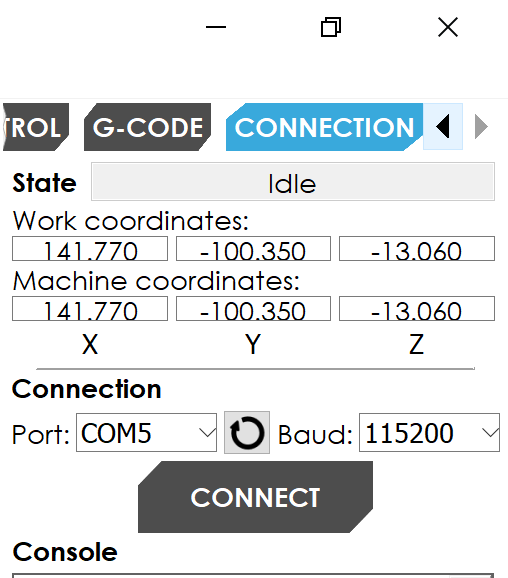 TROL G-CODE CONNECTION
State Idle
Work coordinates:
141.770 -100.350 -13.060
Machine coordinates:
141.770 -100.350 -13.060
X Y Z
Connection
Port: COM5 Baud: 115200
CONNECT
Console